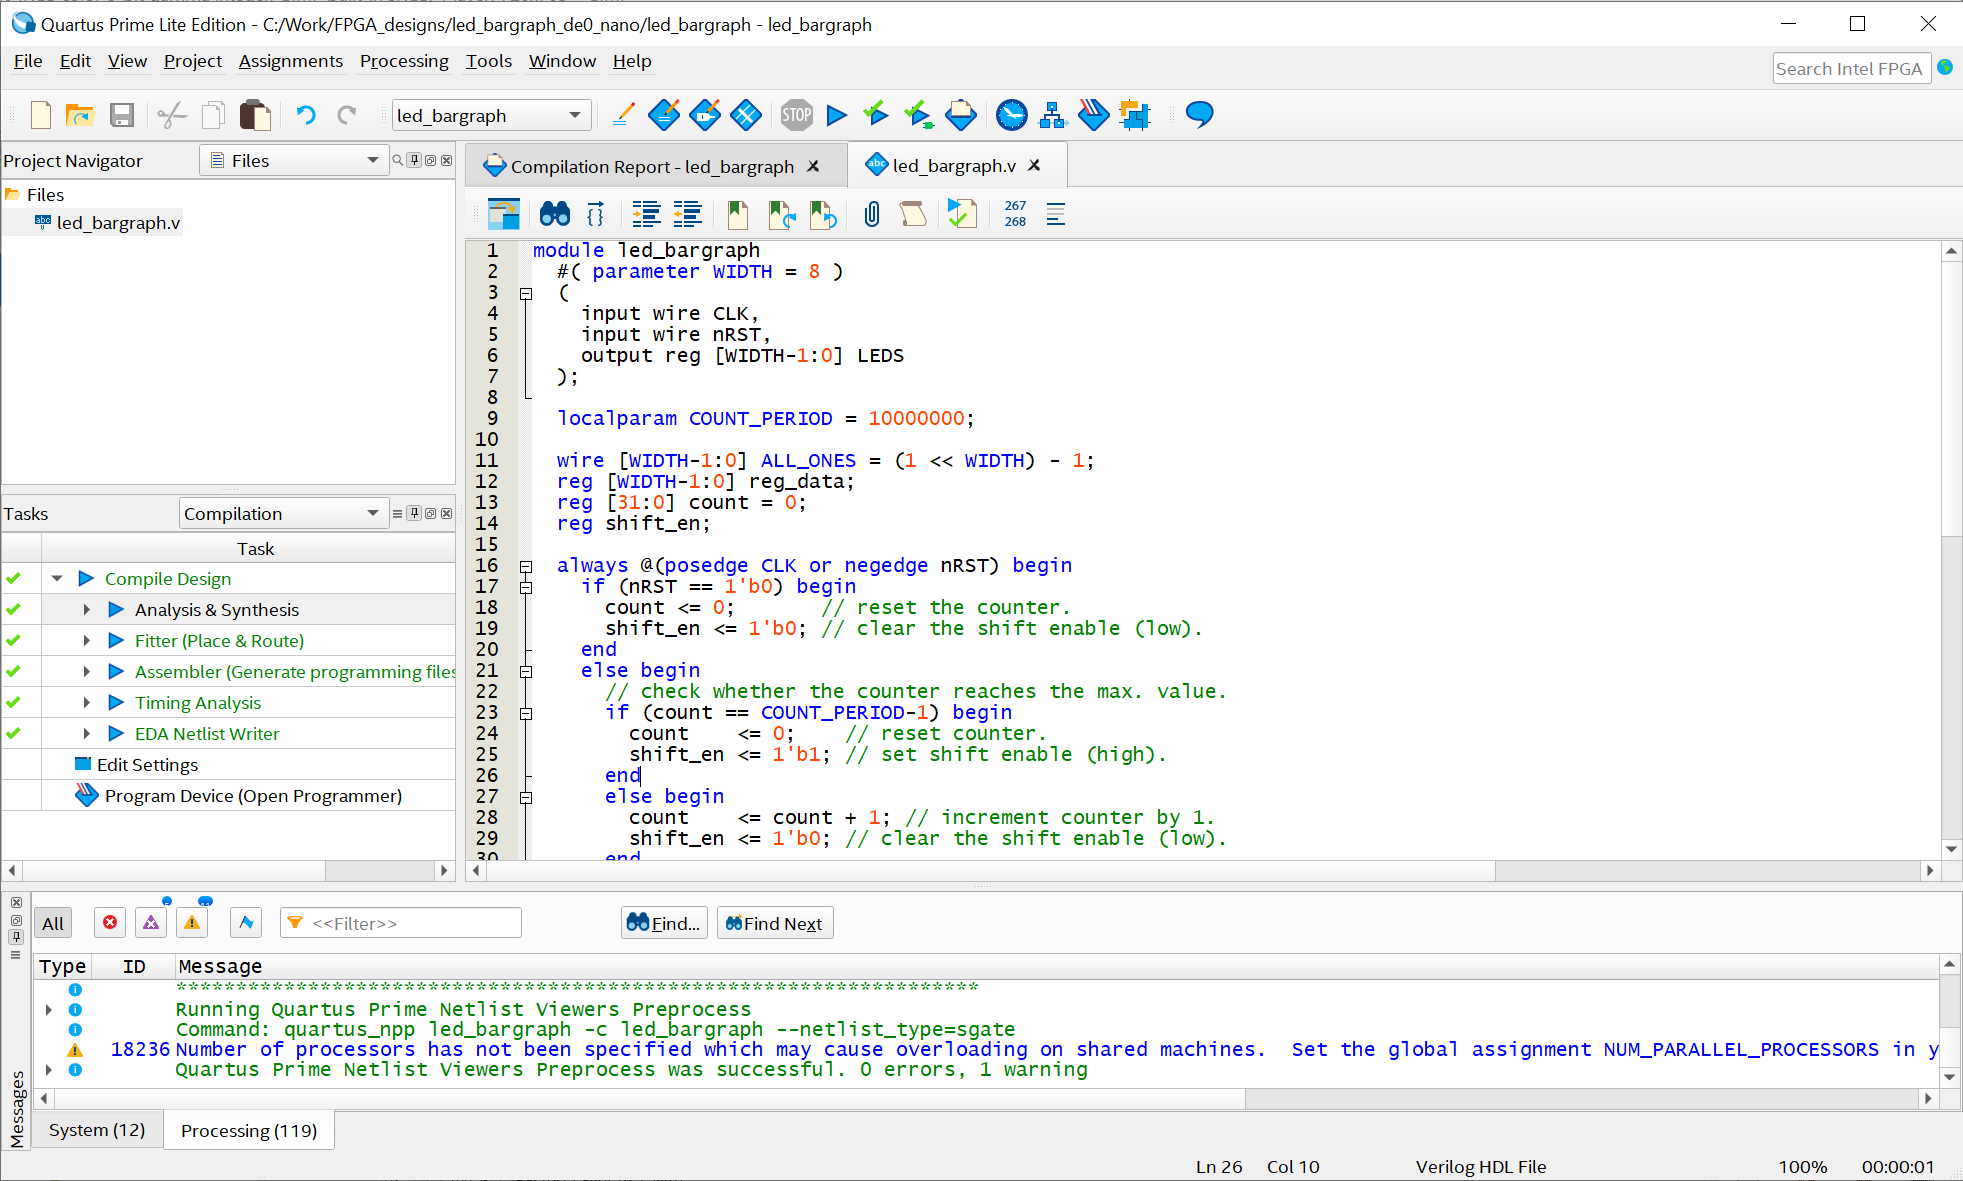 Quartus Prime Lite Edition - C:/Work/FPGA_designs/led_bargraph_de0_nano/led_bargraph - led_bargraph
File Edit View Project Assignments Processing Tools Window Help
Search Intel FPGA
led_bargraph
STOP
Project Navigator
Files
Files
led_bargraph.v
Tasks
Compilation
Task
Compile Design
Analysis & Synthesis
Fitter (Place & Route)
Assembler (Generate programming files
Timing Analysis
EDA Netlist Writer
Edit Settings
Program Device (Open Programmer)
Compilation Report - led_bargraph
led_bargraph.v
267
268
1 module led_bargraph
2 #( parameter WIDTH = 8 )
3 (
4 input wire CLK,
5 input wire nRST,
6 output reg [WIDTH-1:0] LEDS
7 );
8
9 localparam COUNT_PERIOD = 10000000;
10
11 wire [WIDTH-1:0] ALL_ONES = (1 << WIDTH) - 1;
12 reg [WIDTH-1:0] reg_data;
13 reg [31:0] count = 0;
14 reg shift_en;
15
16 always @(posedge CLK or negedge nRST) begin
17 if (nRST == 1'b0) begin
18 count <= 0; // reset the counter.
19 shift_en <= 1'b0; // clear the shift enable (low).
20 end
21 else begin
22 // check whether the counter reaches the max. value.
23 if (count == COUNT_PERIOD-1) begin
24 count <= 0; // reset counter.
25 shift_en <= 1'b1; // set shift enable (high).
26 end
27 else begin
28 count <= count + 1; // increment counter by 1.
29 shift_en <= 1'b0; // clear the shift enable (low).
30 end
All
<<Filter>>
Find...
Find Next
Type ID Message
*******************************************************************
Running Quartus Prime Netlist Viewers Preprocess
Command: quartus_npp led_bargraph -c led_bargraph --netlist_type=sgate
18236 Number of processors has not been specified which may cause overloading on shared machines. Set the global assignment NUM_PARALLEL_PROCESSORS in y
Quartus Prime Netlist Viewers Preprocess was successful. 0 errors, 1 warning
Messages
System (12)
Processing (119)
Ln 26 Col 10 Verilog HDL File 100% 00:00:01